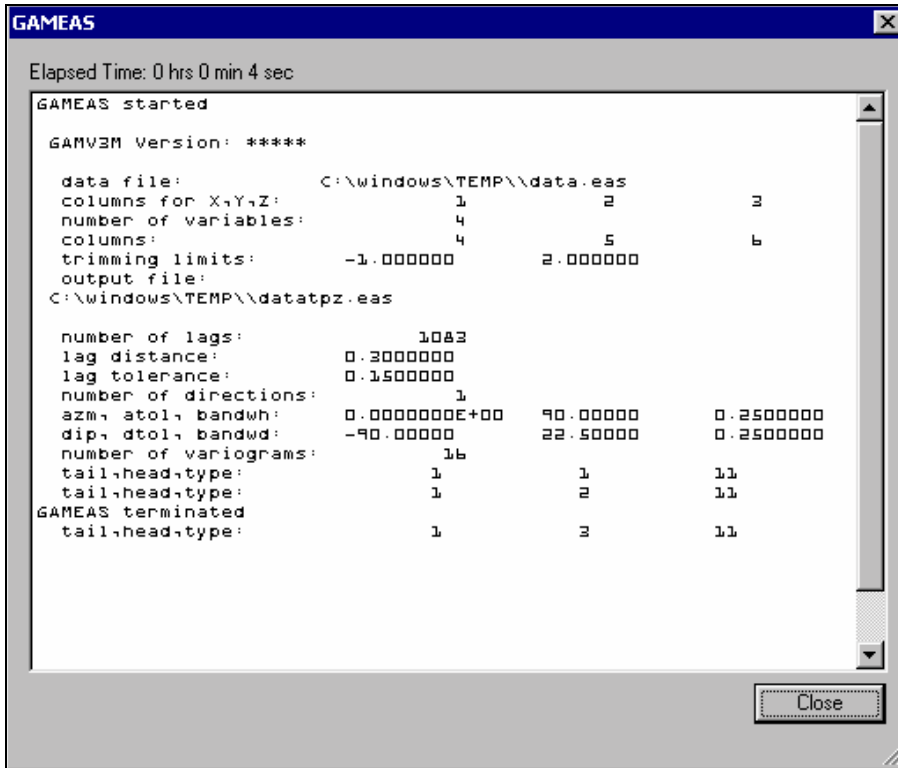 GAMEAS
Elapsed Time: 0 hrs 0 min 4 sec
GAMEAS started
GAMV3M Version: *****
data file: C:\windows\TEMP\\data.eas
columns for X,Y,Z: 1 2 3
number of variables: 4
columns: 4 5 6
trimming limits: -1.000000 2.000000
output file:
C:\windows\TEMP\\datatpz.eas
number of lags: 1083
lag distance: 0.3000000
lag tolerance: 0.1500000
number of directions: 1
azm, atol, bandwh: 0.0000000E+00 90.00000 0.2500000
dip, dtol, bandwd: -90.00000 22.50000 0.2500000
number of variograms: 16
tail,head,type: 1 1 11
tail,head,type: 1 2 11
GAMEAS terminated
tail,head,type: 1 3 11
Close